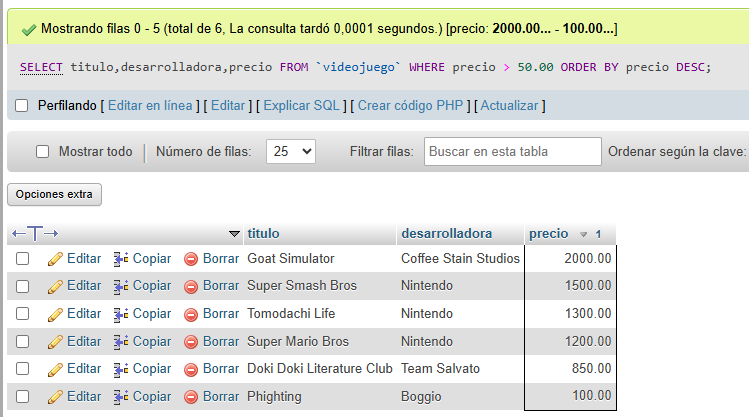 Mostrando filas 0 - 5 (total de 6, La consulta tardó 0,0001 segundos.) [precio: 2000.00... - 100.00...]
SELECT titulo,desarrolladora,precio FROM `videojuego` WHERE precio > 50.00 ORDER BY precio DESC;
Perfilando [ Editar en línea ] [ Editar ] [ Explicar SQL ] [ Crear código PHP ] [ Actualizar ]
Mostrar todo Número de filas: 25 Filtrar filas: Buscar en esta tabla Ordenar según la clave:
Opciones extra
←T→ titulo desarrolladora precio 1
Editar Copiar Borrar Goat Simulator Coffee Stain Studios 2000.00
Editar Copiar Borrar Super Smash Bros Nintendo 1500.00
Editar Copiar Borrar Tomodachi Life Nintendo 1300.00
Editar Copiar Borrar Super Mario Bros Nintendo 1200.00
Editar Copiar Borrar Doki Doki Literature Club Team Salvato 850.00
Editar Copiar Borrar Phighting Boggio 100.00